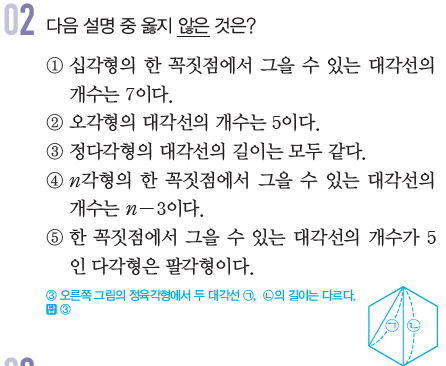 02 다음 설명 중 옳지 않은 것은?
① 십각형의 한 꼭짓점에서 그을 수 있는 대각선의
개수는 7이다.
② 오각형의 대각선의 개수는 5이다.
③ 정다각형의 대각선의 길이는 모두 같다.
④ n각형의 한 꼭짓점에서 그을 수 있는 대각선의
개수는 n-3이다.
⑤ 한 꼭짓점에서 그을 수 있는 대각선의 개수가 5
인 다각형은 팔각형이다.
③ 오른쪽 그림의 정육각형에서 두 대각선 ㉠, ㉡의 길이는 다르다.
답 ③
㉠ ㉡